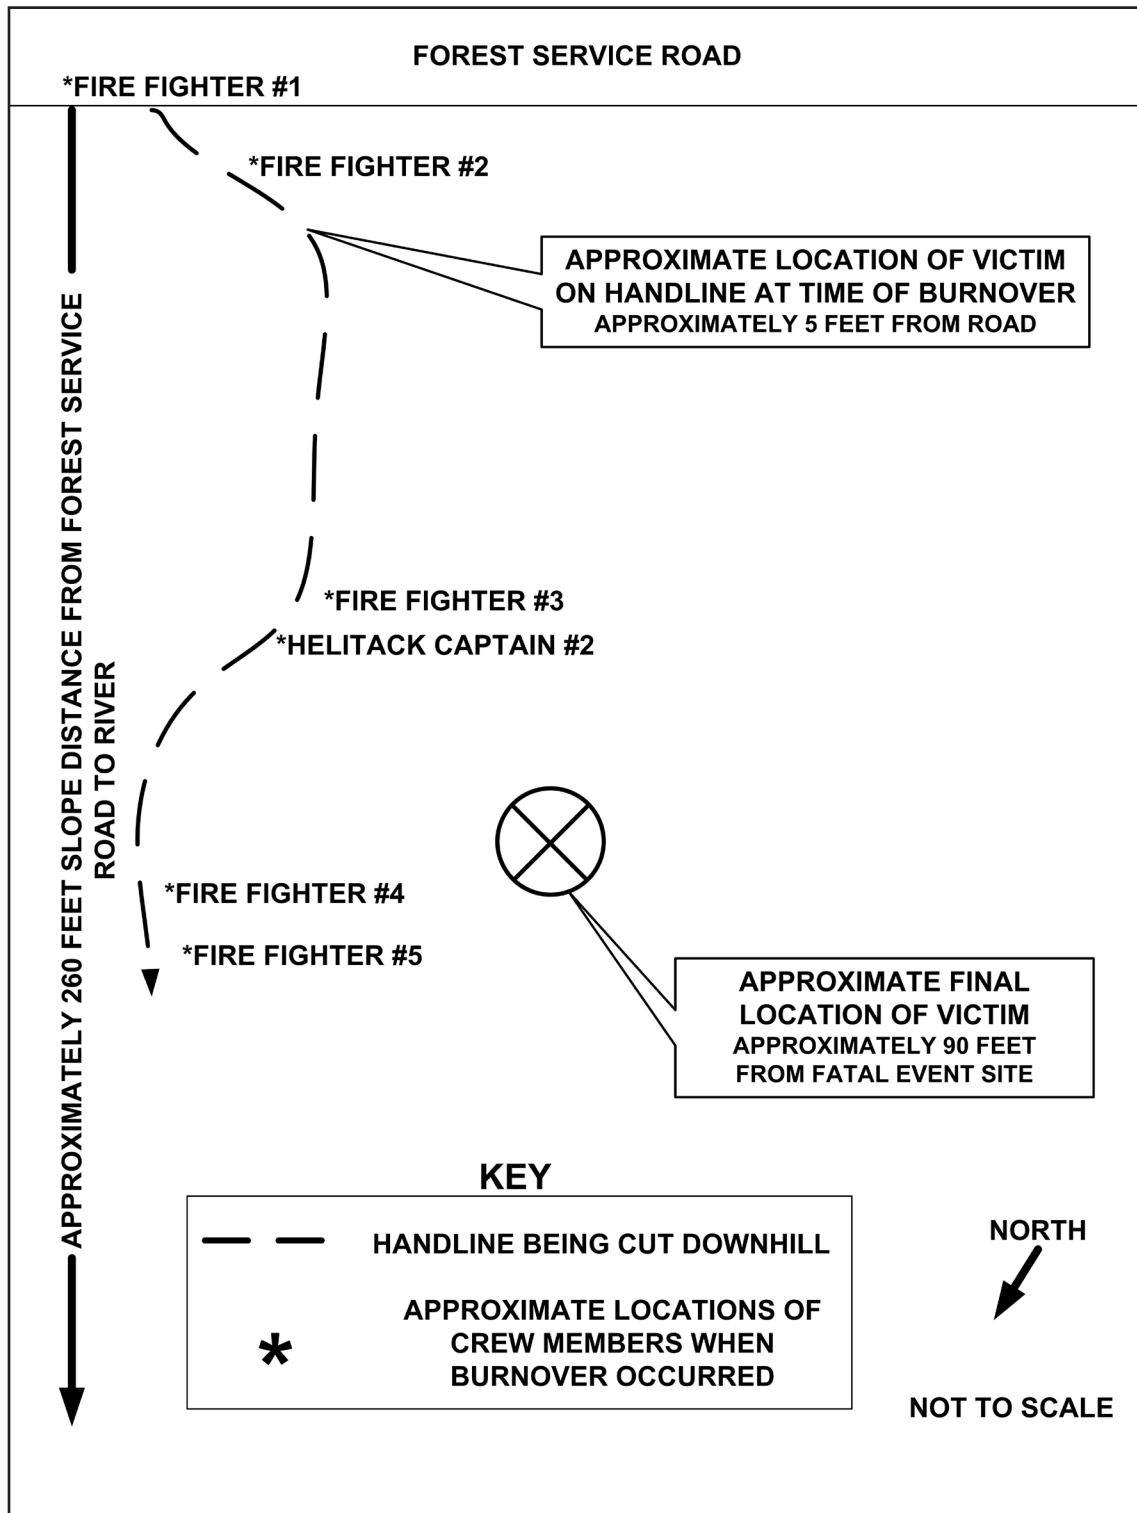 FOREST SERVICE ROAD
*FIRE FIGHTER #1
*FIRE FIGHTER #2
APPROXIMATE LOCATION OF VICTIM
ON HANDLINE AT TIME OF BURNOVER
APPROXIMATELY 5 FEET FROM ROAD
APPROXIMATELY 260 FEET SLOPE DISTANCE FROM FOREST SERVICE
ROAD TO RIVER
*FIRE FIGHTER #3
*HELITACK CAPTAIN #2
*FIRE FIGHTER #4
*FIRE FIGHTER #5
APPROXIMATE FINAL
LOCATION OF VICTIM
APPROXIMATELY 90 FEET
FROM FATAL EVENT SITE
KEY
HANDLINE BEING CUT DOWNHILL
*
APPROXIMATE LOCATIONS OF
CREW MEMBERS WHEN
BURNOVER OCCURRED
NORTH
NOT TO SCALE